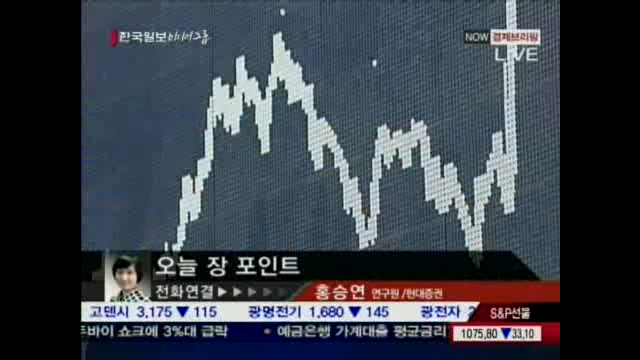 한국일보
NOW 경제브리핑
LIVE
오늘 장 포인트
전화연결 ▶▶▶▶▶
홍승연 연구원/현대증권
고덴시 3,175 ▼115 광명전기 1,680 ▼145 광전자
S&P선물
두바이 쇼크에 3%대 급락 • 예금은행 가계대출 평균금리
1075,80 ▼33,10